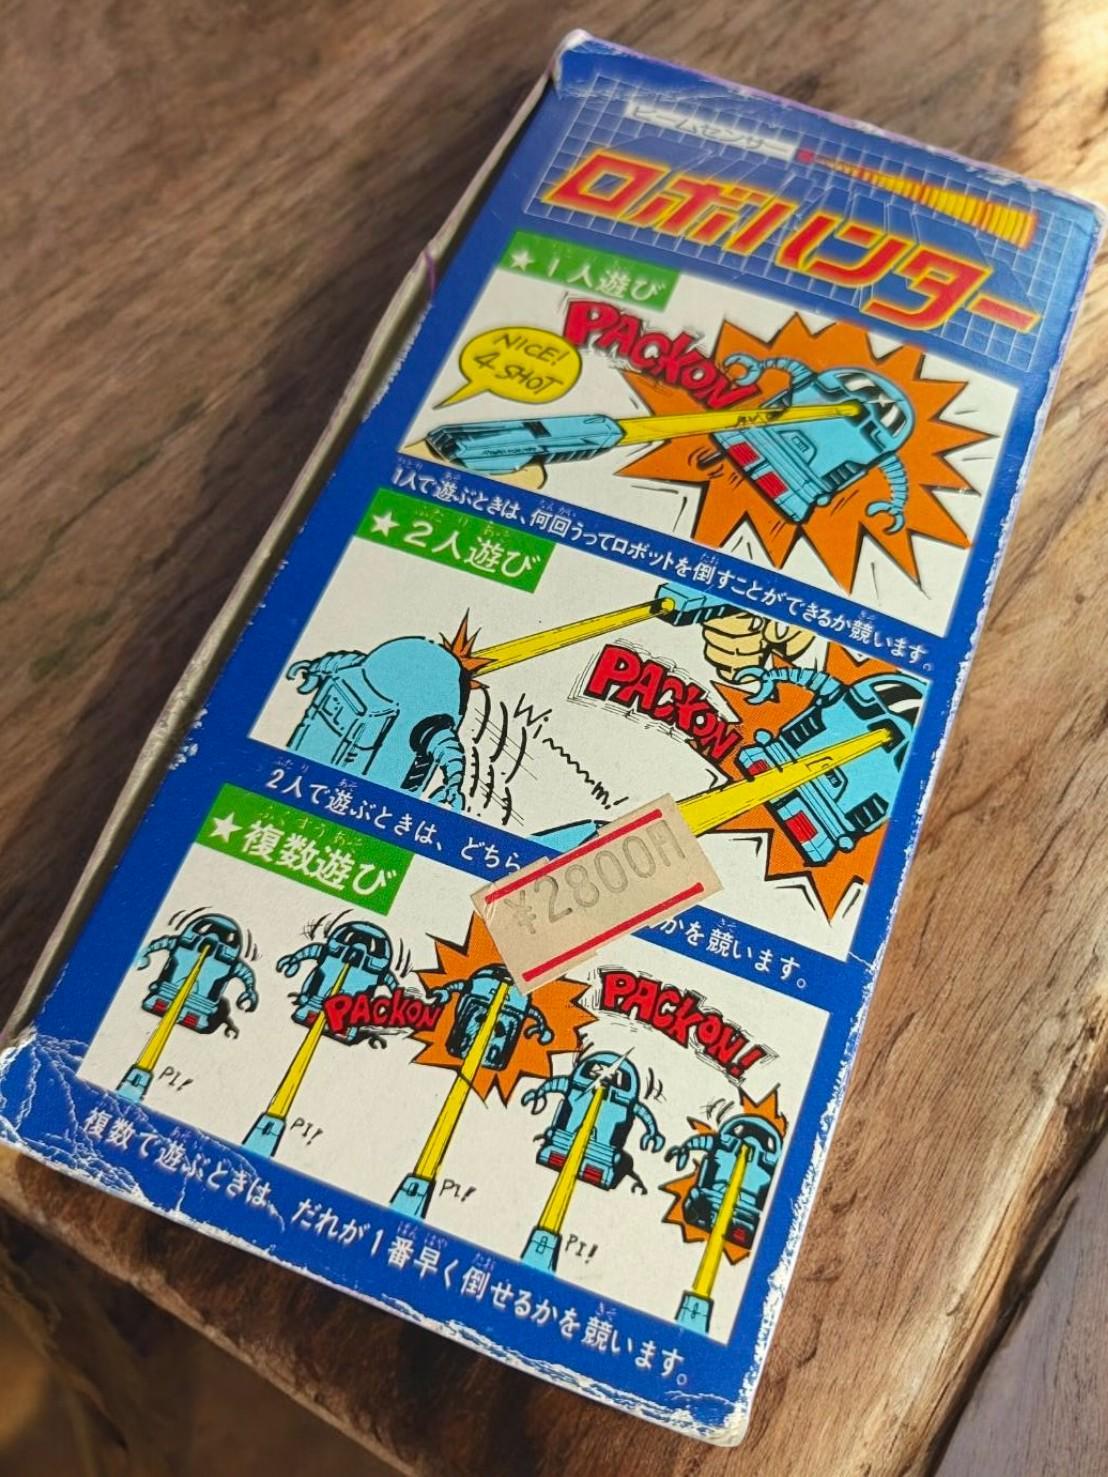 ビームセンサー
ロボハンター
★1人遊び
PACKON
NICE!
4-SHOT
1人で遊ぶときは、何回うってロボットを倒すことができるか競います。
★2人遊び
PACKON
Wi~~m!
2人で遊ぶときは、どちら
かを競います。
¥2800円
★複数遊び
PACKON
PACKON!
PI!
PI!
PI!
PI!
複数で遊ぶときは、だれが1番早く倒せるかを競います。